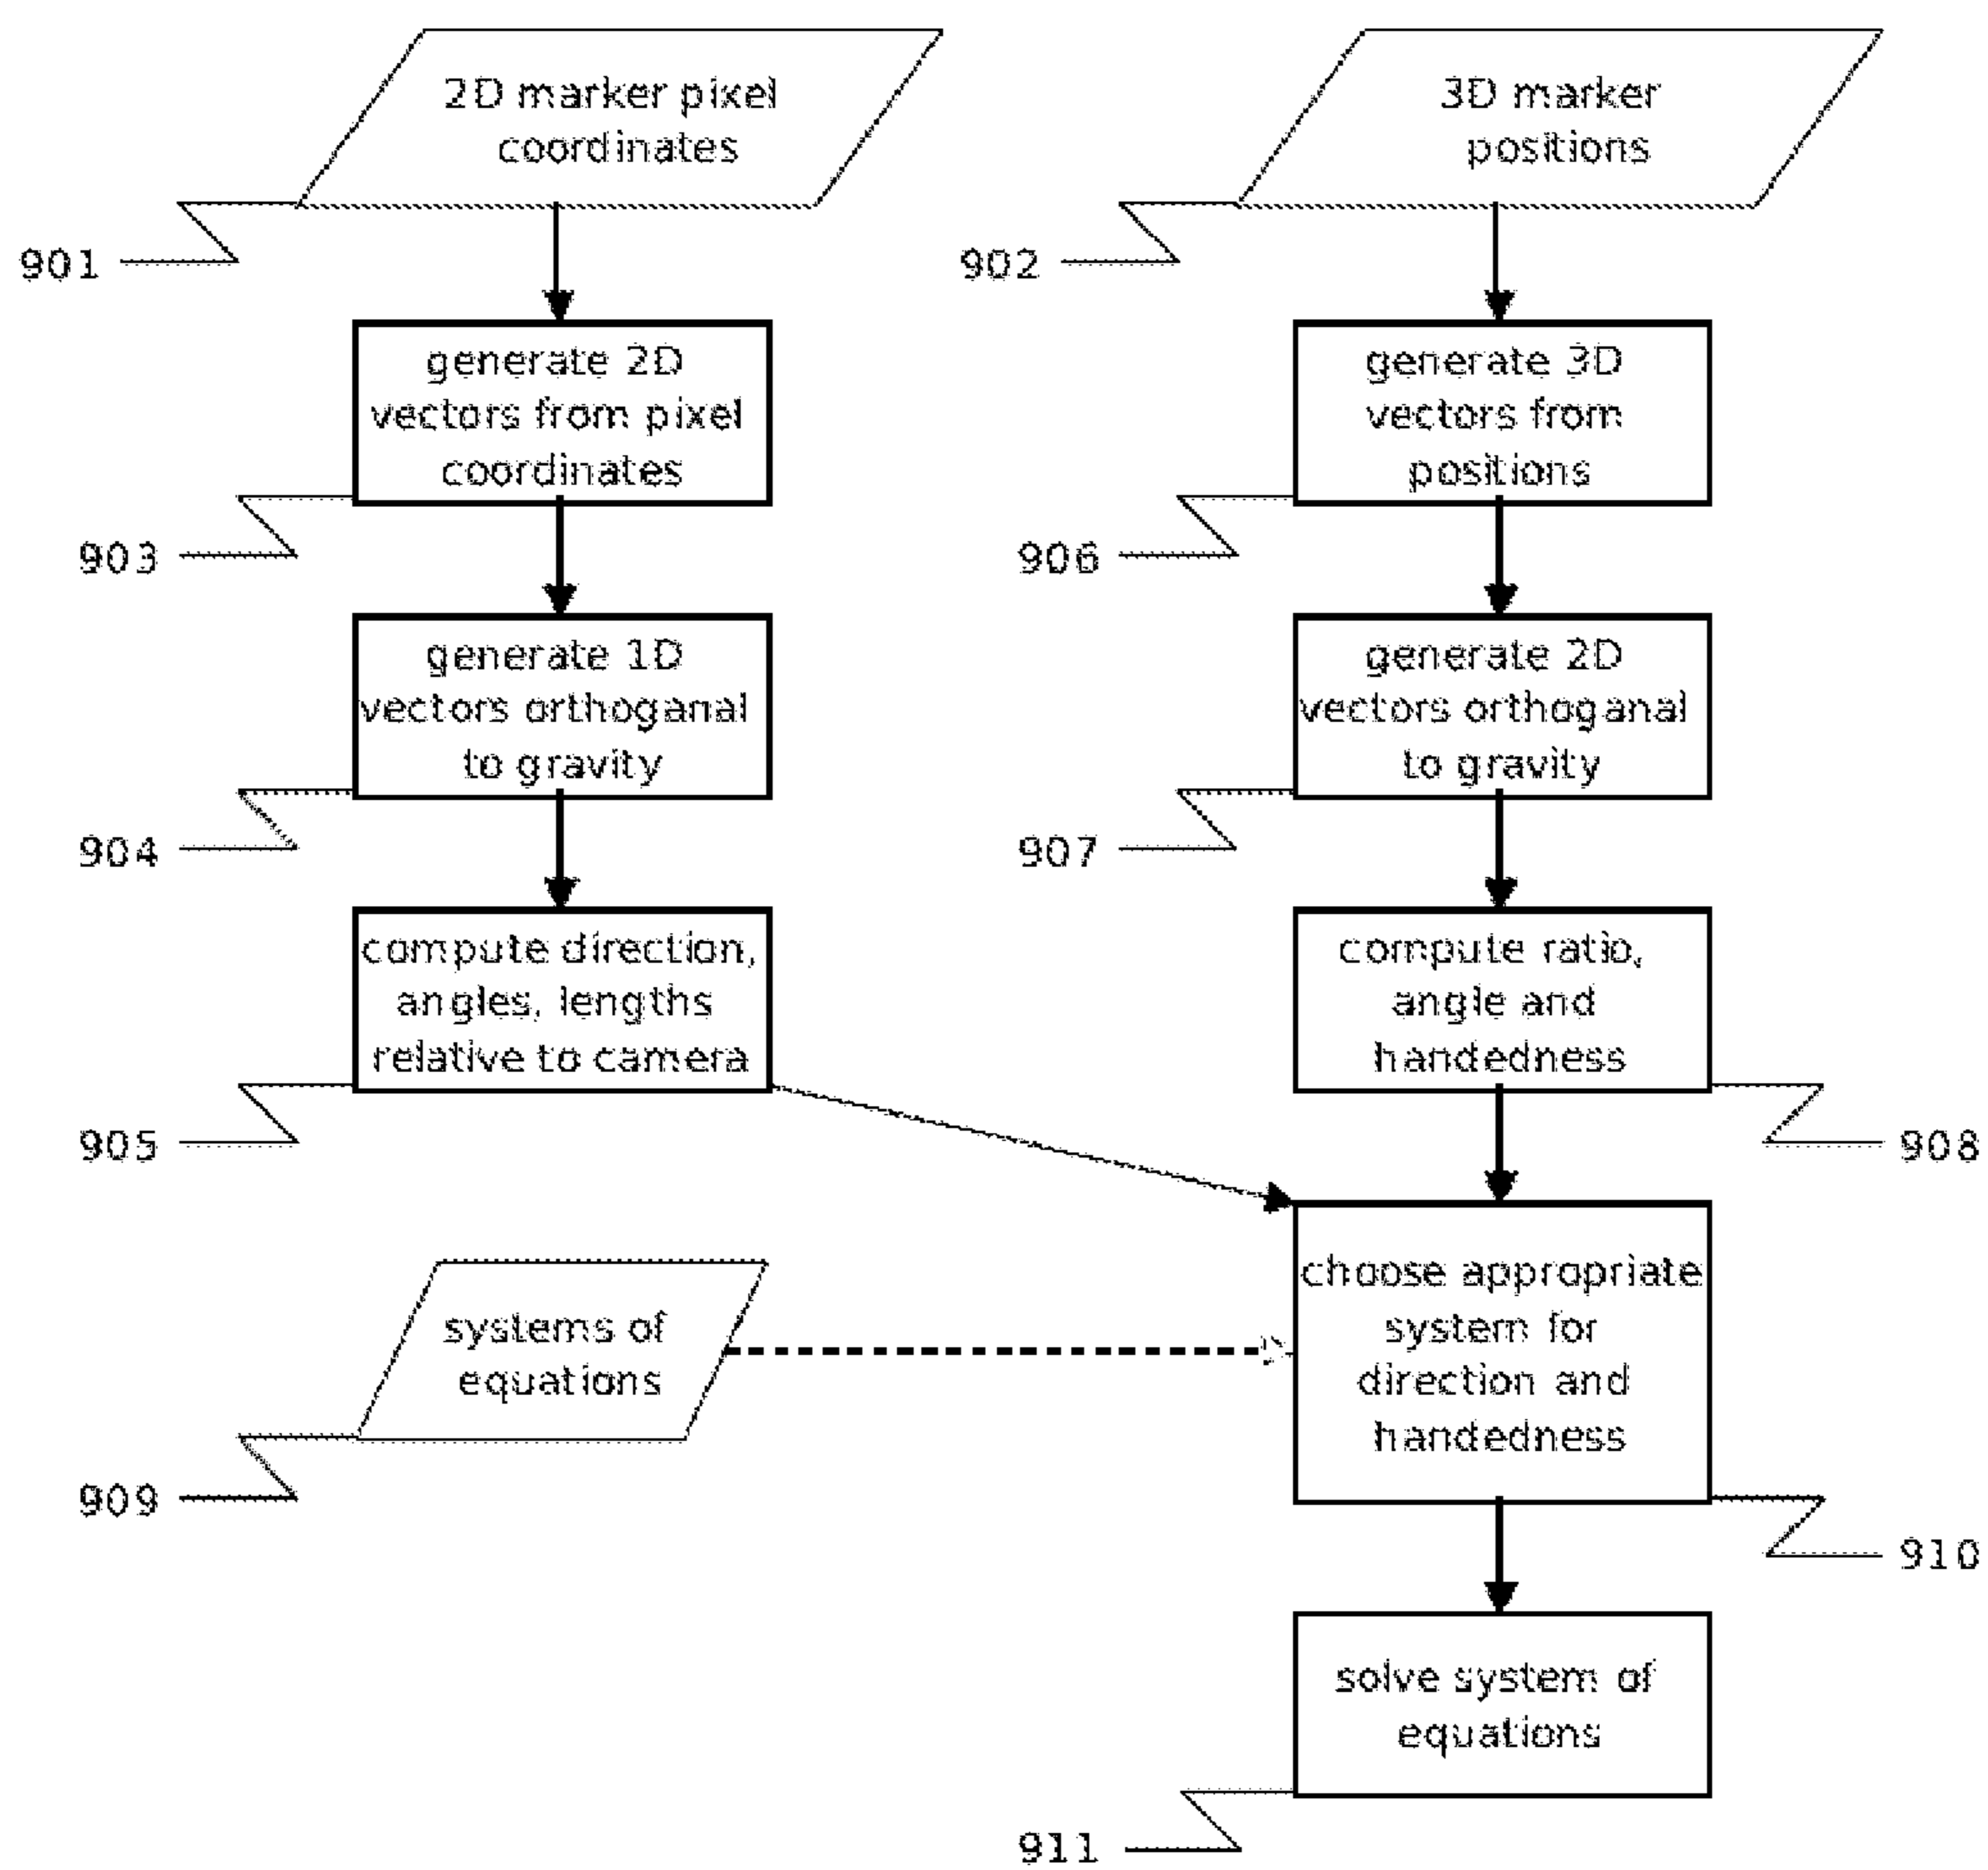 2D marker pixel
coordinates
901
generate 2D
vectors from pixel
coordinates
903
generate 1D
vectors orthoganal
to gravity
904
compute direction,
angles, lengths
relative to camera
905
systems of
equations
909
3D marker
positions
902
generate 3D
vectors from
positions
906
generate 2D
vectors orthoganal
to gravity
907
compute ratio,
angle and
handedness
908
choose appropriate
system for
direction and
handedness
910
solve system of
equations
911